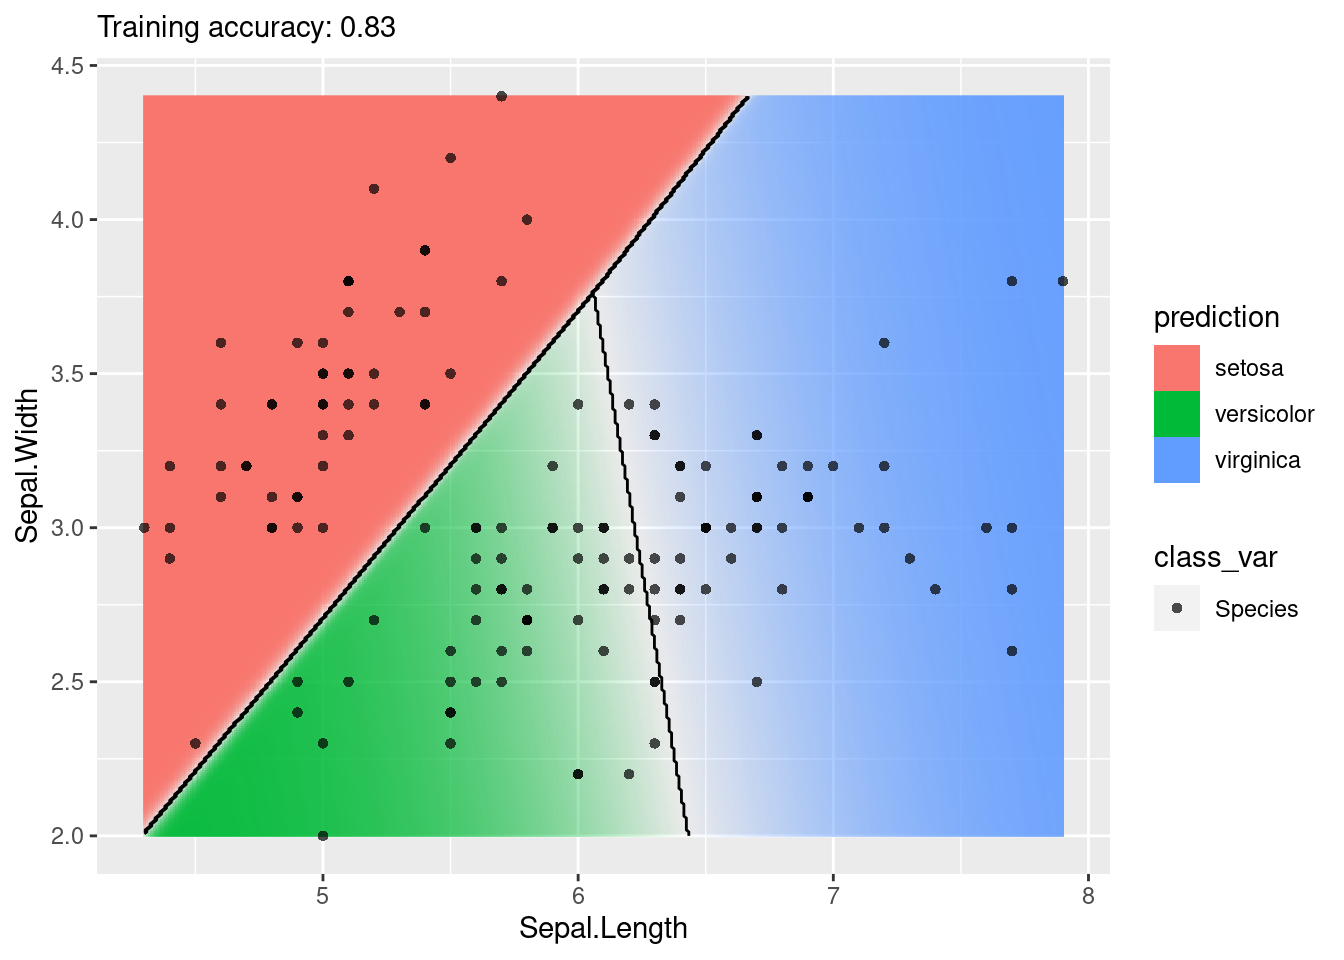 Training accuracy: 0.83
4.5
4.0
3.5
3.0
2.5
2.0
Sepal.Width
5
6
7
8
Sepal.Length
prediction
setosa
versicolor
virginica
class_var
Species